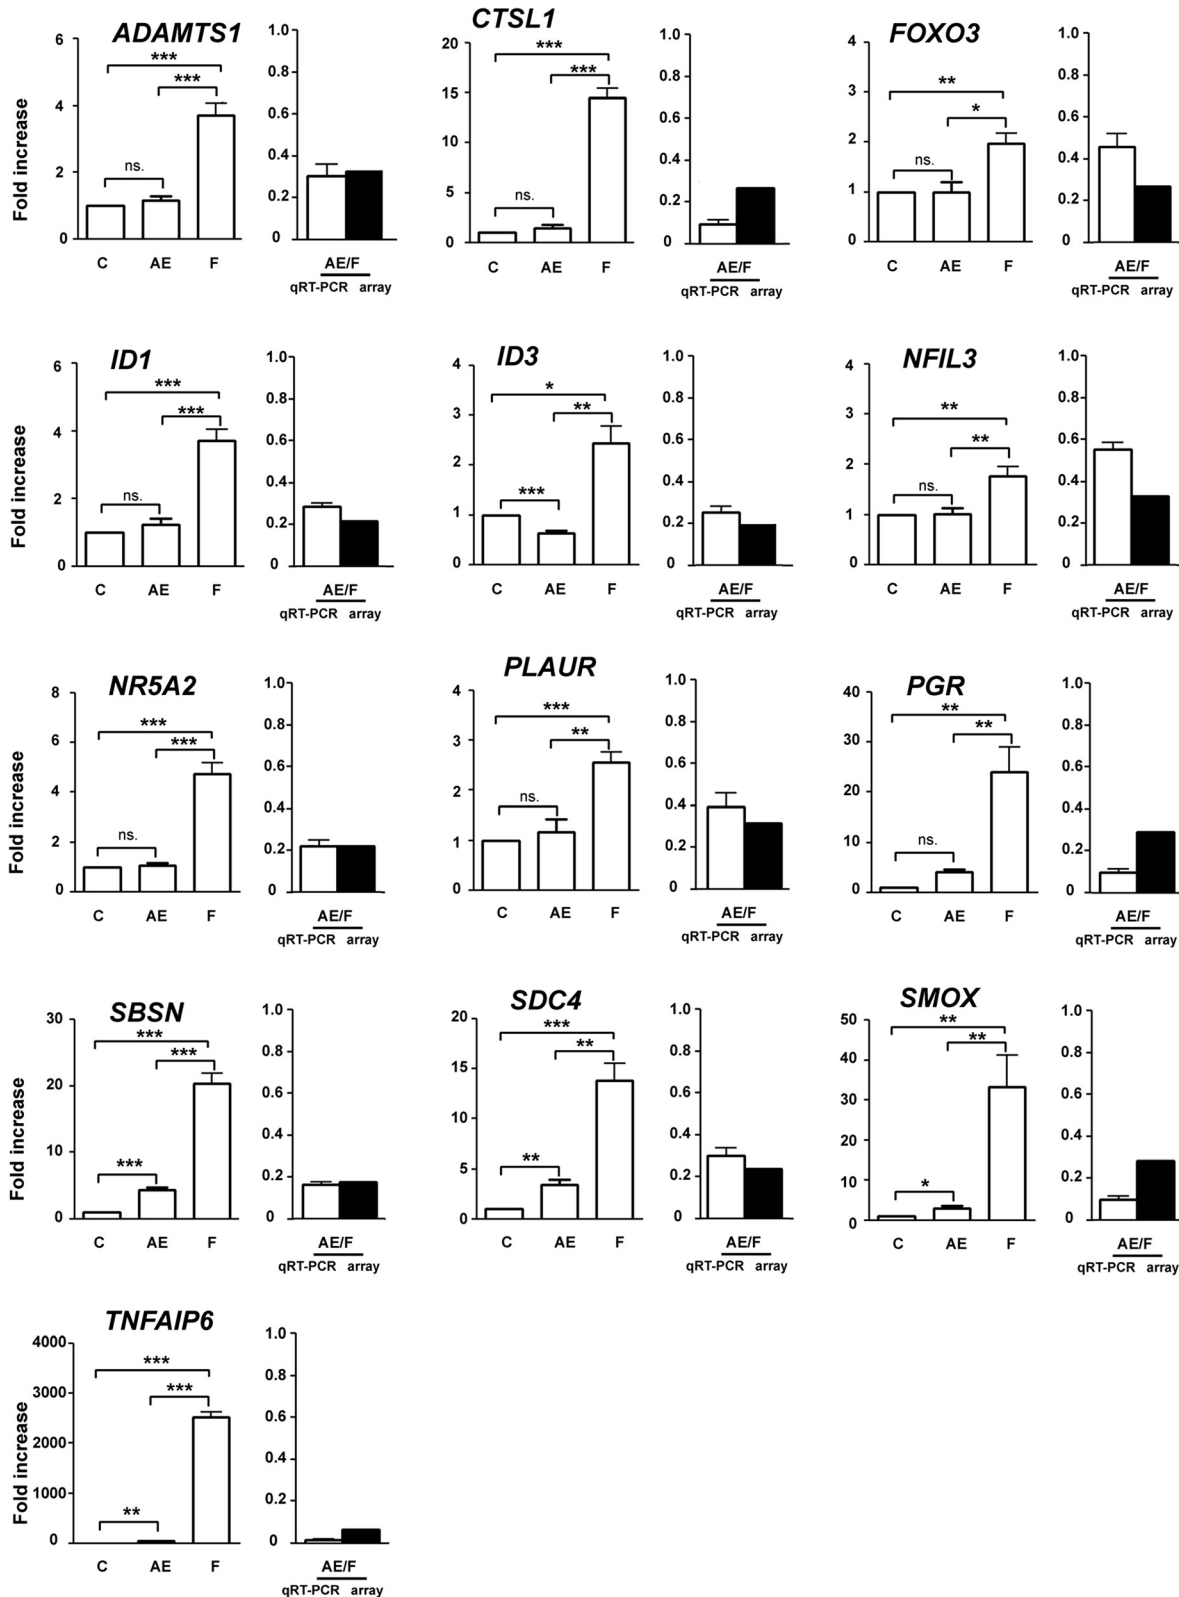 ADAMTS1
CTSL1
FOXO3
Fold increase
6
4
2
0
***
***
ns.
C AE F
1.0
0.8
0.6
0.4
0.2
0
AE/F
qRT-PCR array
20
15
10
5
0
***
***
ns.
C AE F
1.0
0.8
0.6
0.4
0.2
0
AE/F
qRT-PCR array
4
3
2
1
0
**
*
ns.
C AE F
1.0
0.8
0.6
0.4
0.2
0
AE/F
qRT-PCR array
ID1
ID3
NFIL3
Fold increase
6
4
2
0
***
***
ns.
C AE F
1.0
0.8
0.6
0.4
0.2
0
AE/F
qRT-PCR array
4
3
2
1
0
*
**
***
C AE F
1.0
0.8
0.6
0.4
0.2
0
AE/F
qRT-PCR array
4
3
2
1
0
**
**
ns.
C AE F
1.0
0.8
0.6
0.4
0.2
0
AE/F
qRT-PCR array
NR5A2
PLAUR
PGR
Fold increase
8
6
4
2
0
***
***
ns.
C AE F
1.0
0.8
0.6
0.4
0.2
0
AE/F
qRT-PCR array
4
3
2
1
0
***
**
ns.
C AE F
1.0
0.8
0.6
0.4
0.2
0
AE/F
qRT-PCR array
40
30
20
10
0
**
**
ns.
C AE F
1.0
0.8
0.6
0.4
0.2
0
AE/F
qRT-PCR array
SBSN
SDC4
SMOX
Fold increase
30
20
10
0
***
***
***
C AE F
1.0
0.8
0.6
0.4
0.2
0
AE/F
qRT-PCR array
20
15
10
5
0
***
**
**
C AE F
1.0
0.8
0.6
0.4
0.2
0
AE/F
qRT-PCR array
50
40
30
20
10
0
**
**
*
C AE F
1.0
0.8
0.6
0.4
0.2
0
AE/F
qRT-PCR array
TNFAIP6
Fold increase
4000
3000
2000
1000
0
***
***
**
C AE F
1.0
0.8
0.6
0.4
0.2
0
AE/F
qRT-PCR array